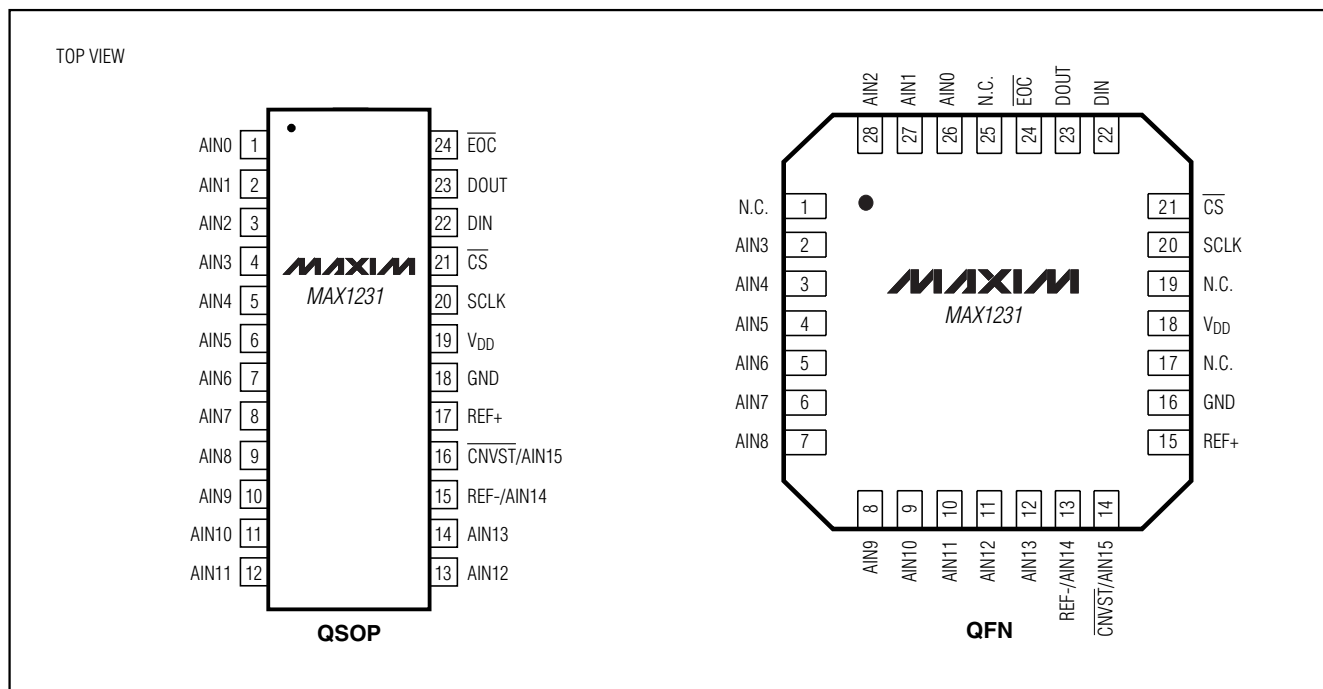 TOP VIEW
AIN0 1
AIN1 2
AIN2 3
AIN3 4
AIN4 5
AIN5 6
AIN6 7
AIN7 8
AIN8 9
AIN9 10
AIN10 11
AIN11 12
MAXIM
MAX1231
24 EOC
23 DOUT
22 DIN
21 CS
20 SCLK
19 VDD
18 GND
17 REF+
16 CNVST/AIN15
15 REF-/AIN14
14 AIN13
13 AIN12
QSOP
AIN2 28
AIN1 27
AIN0 26
N.C. 25
EOC 24
DOUT 23
DIN 22
N.C. 1
AIN3 2
AIN4 3
AIN5 4
AIN6 5
AIN7 6
AIN8 7
MAXIM
MAX1231
21 CS
20 SCLK
19 N.C.
18 VDD
17 N.C.
16 GND
15 REF+
8 AIN9
9 AIN10
10 AIN11
11 AIN12
12 AIN13
13 REF-/AIN14
14 CNVST/AIN15
QFN